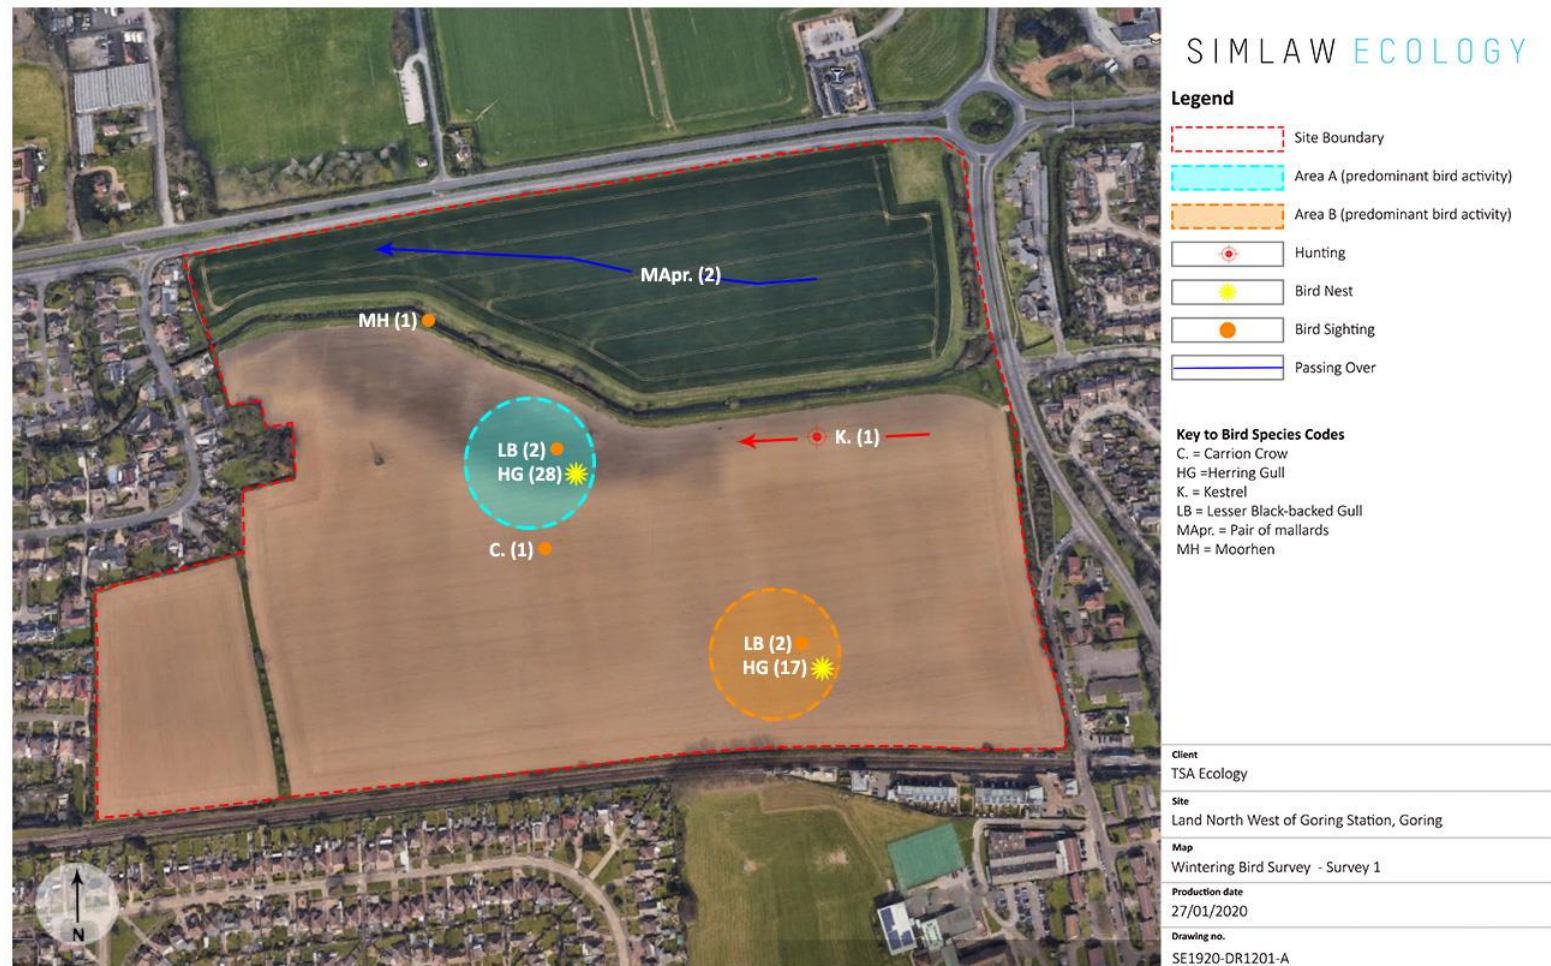 SIMLAW ECOLOGY
Legend
Site Boundary
Area A (predominant bird activity)
Area B (predominant bird activity)
Hunting
Bird Nest
Bird Sighting
Passing Over
Key to Bird Species Codes
C. = Carrion Crow
HG =Herring Gull
K. = Kestrel
LB = Lesser Black-backed Gull
MApr. = Pair of mallards
MH = Moorhen
MApr. (2)
MH (1)
K. (1)
LB (2)
HG (28)
C. (1)
LB (2)
HG (17)
N
Client
TSA Ecology
Site
Land North West of Goring Station, Goring
Map
Wintering Bird Survey - Survey 1
Production date
27/01/2020
Drawing no.
SE1920-DR1201-A